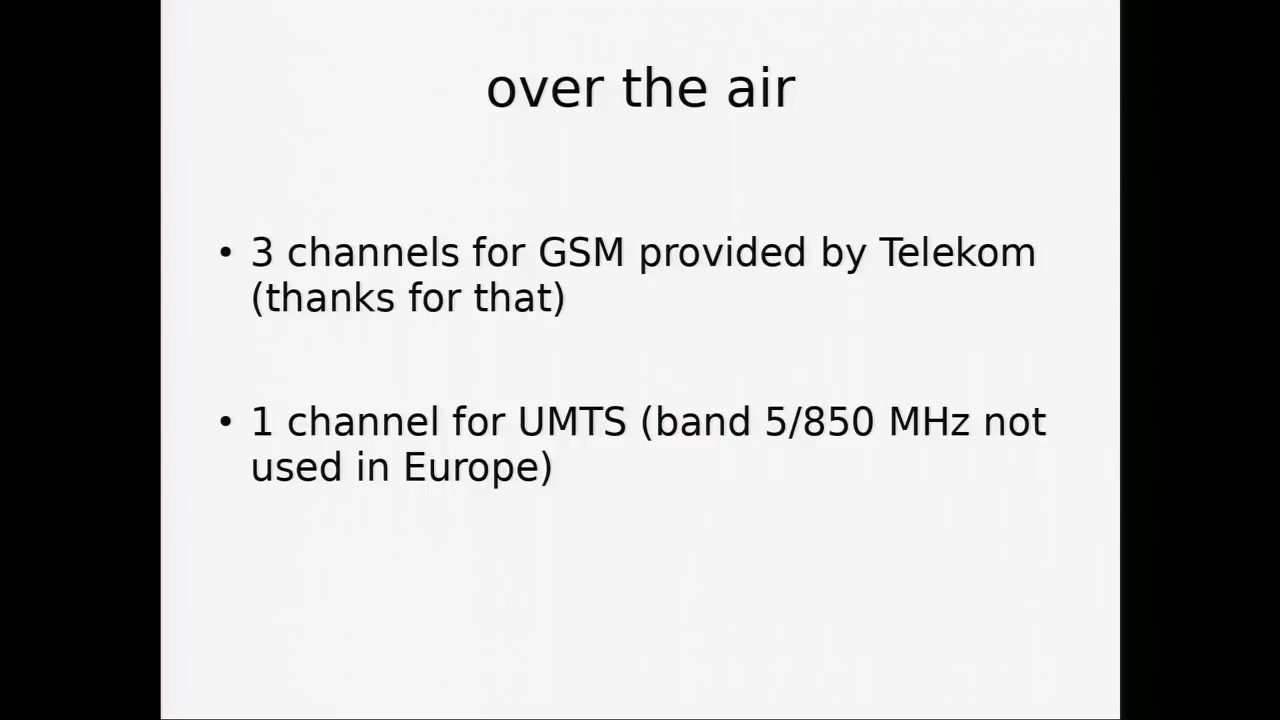 over the air
• 3 channels for GSM provided by Telekom
(thanks for that)
• 1 channel for UMTS (band 5/850 MHz not
used in Europe)